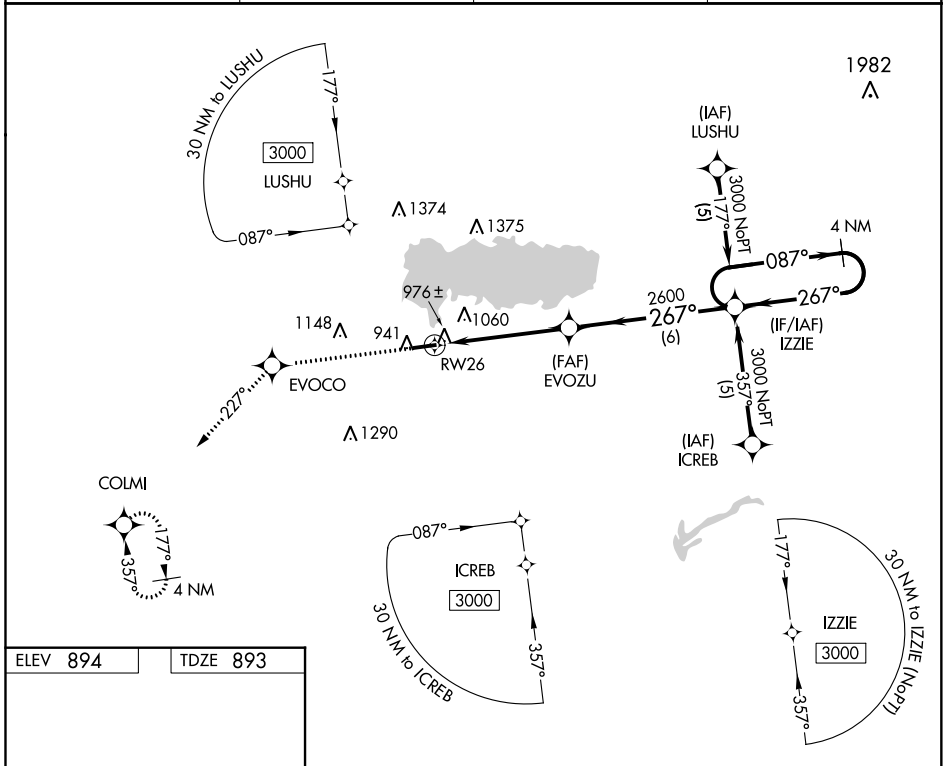 30 NM to LUSHU
177°
3000
LUSHU
087°
1982
(IAF)
LUSHU
3000 NoPT
177°
(5)
4 NM
087°
267°
(IF/IAF)
IZZIE
1374
1375
976±
1148
941
1060
RW26
2600
267°
(6)
(FAF)
EVOZU
EVOCO
227°
1290
3000 NoPT
357°
(5)
(IAF)
ICREB
COLMI
177°
357°
4 NM
087°
ICREB
3000
357°
30 NM to ICREB
177°
IZZIE
3000
357°
30 NM to IZZIE (NoPT)
ELEV 894
TDZE 893